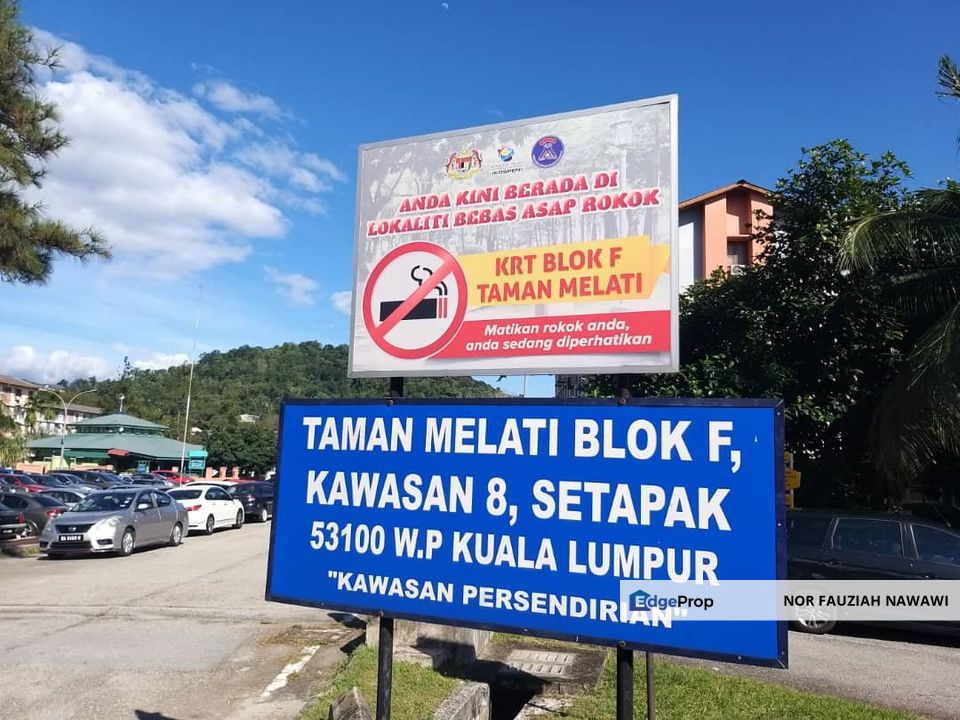 KOSPEN
ANDA KINI BERADA DI
LOKALITI BEBAS ASAP ROKOK
KRT BLOK F
TAMAN MELATI
Matikan rokok anda,
anda sedang diperhatikan
TAMAN MELATI BLOK F,
KAWASAN 8, SETAPAK
53100 W.P KUALA LUMPUR
"KAWASAN PERSENDIRIAN"
EdgeProp
NOR FAUZIAH NAWAWI